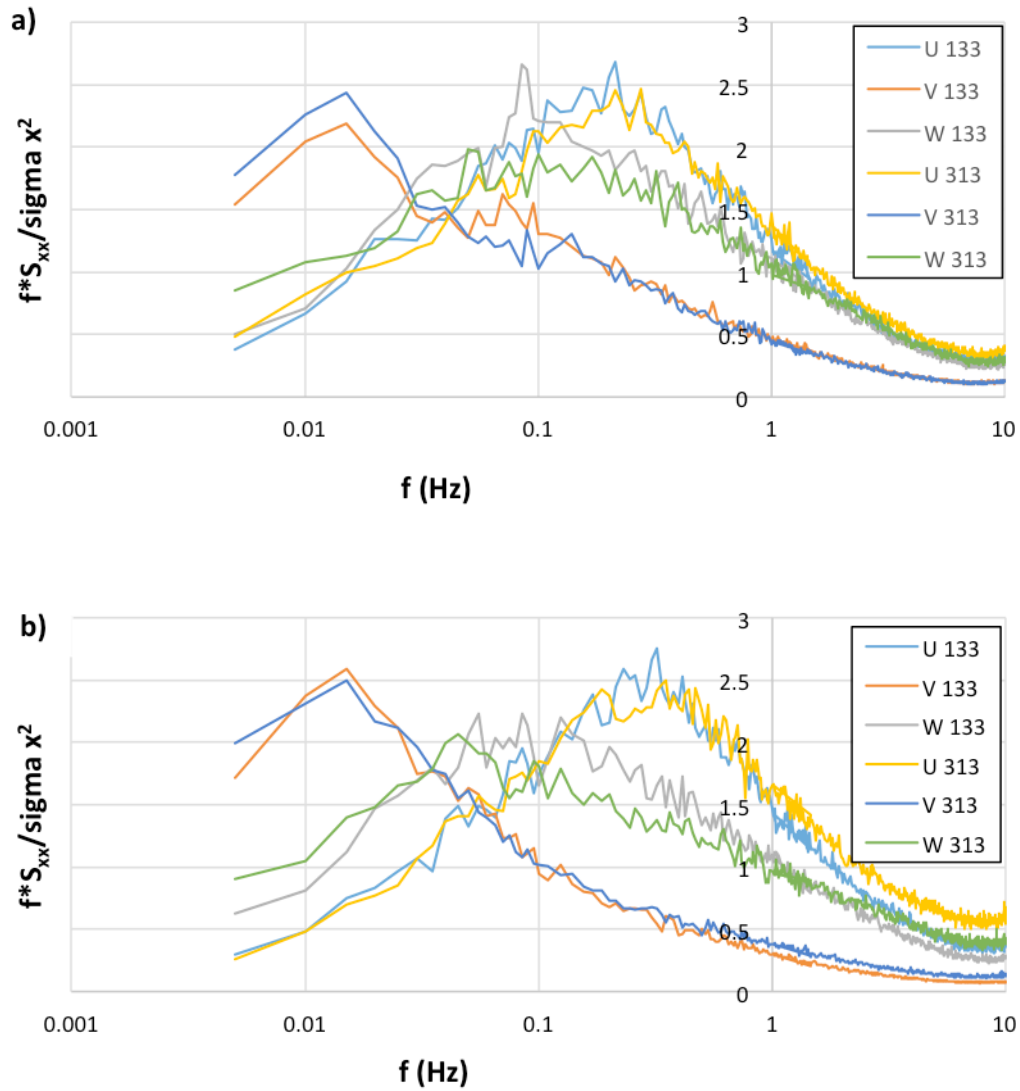 a)
f*Sxx/sigma x²
3
2.5
2
1.5
1
0.5
0
0.001
0.01
0.1
1
10
f (Hz)
U 133
V 133
W 133
U 313
V 313
W 313
b)
f*Sxx/sigma x²
3
2.5
2
1.5
1
0.5
0
0.001
0.01
0.1
1
10
f (Hz)
U 133
V 133
W 133
U 313
V 313
W 313